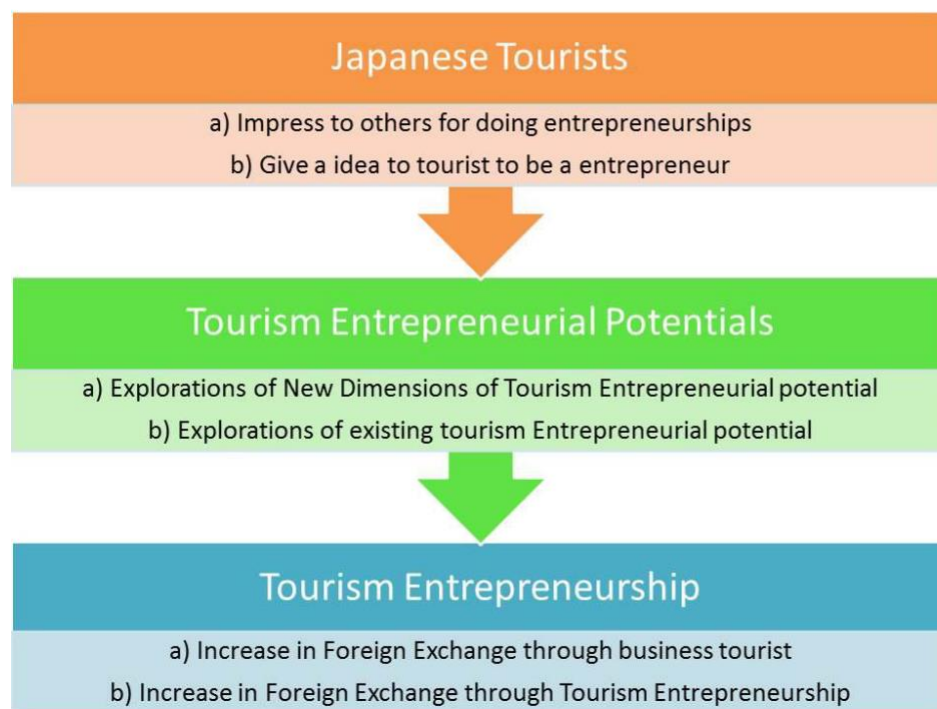 Japanese Tourists
a) Impress to others for doing entrepreneurships
b) Give a idea to tourist to be a entrepreneur
Tourism Entrepreneurial Potentials
a) Explorations of New Dimensions of Tourism Entrepreneurial potential
b) Explorations of existing tourism Entrepreneurial potential
Tourism Entrepreneurship
a) Increase in Foreign Exchange through business tourist
b) Increase in Foreign Exchange through Tourism Entrepreneurship